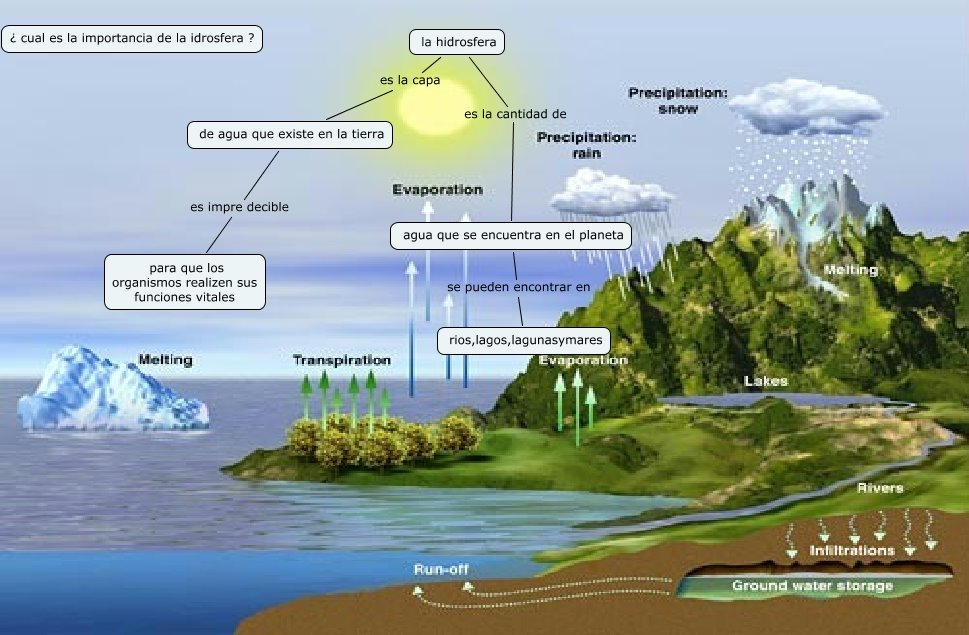 ¿ cual es la importancia de la idrosfera ?
la hidrosfera
es la capa
es la cantidad de
de agua que existe en la tierra
es impre decible
para que los
organismos realizen sus
funciones vitales
agua que se encuentra en el planeta
se pueden encontrar en
rios,lagos,lagunasymares
Precipitation:
snow
Precipitation:
rain
Evaporation
Melting
Melting
Transpiration
Evaporation
Lakes
Rivers
Infiltrations
Run-off
Ground water storage